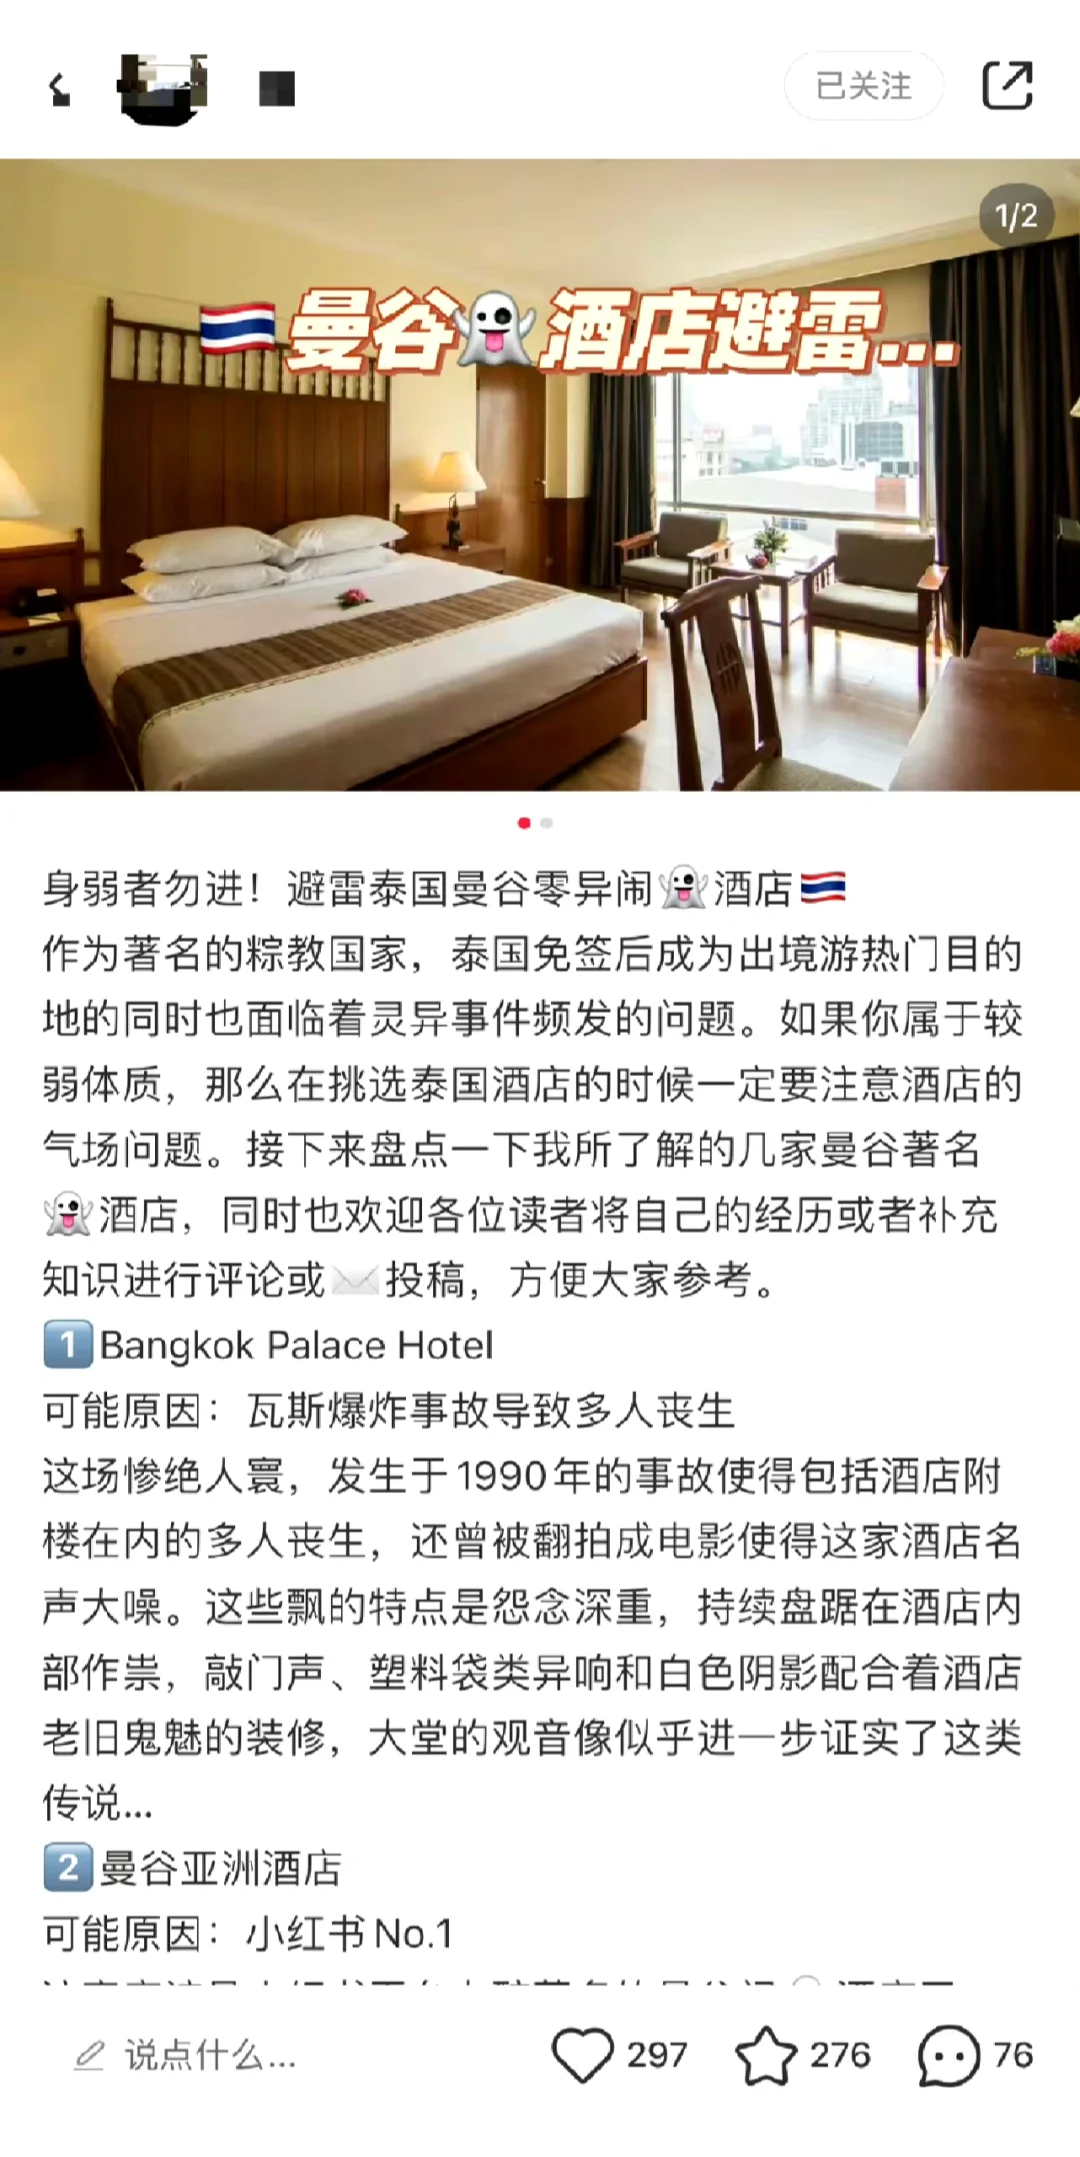 已关注
1/2
🇹🇭曼谷👻酒店避雷...
身弱者勿进！避雷泰国曼谷零异闹👻酒店🇹🇭
作为著名的粽教国家，泰国免签后成为出境游热门目的
地的同时也面临着灵异事件频发的问题。如果你属于较
弱体质，那么在挑选泰国酒店的时候一定要注意酒店的
气场问题。接下来盘点一下我所了解的几家曼谷著名
👻酒店，同时也欢迎各位读者将自己的经历或者补充
知识进行评论或✉️投稿，方便大家参考。
1️⃣Bangkok Palace Hotel
可能原因：瓦斯爆炸事故导致多人丧生
这场惨绝人寰，发生于1990年的事故使得包括酒店附
楼在内的多人丧生，还曾被翻拍成电影使得这家酒店名
声大噪。这些飘的特点是怨念深重，持续盘踞在酒店内
部作祟，敲门声、塑料袋类异响和白色阴影配合着酒店
老旧鬼魅的装修，大堂的观音像似乎进一步证实了这类
传说...
2️⃣曼谷亚洲酒店
可能原因：小红书No.1
说点什么...
297
276
76